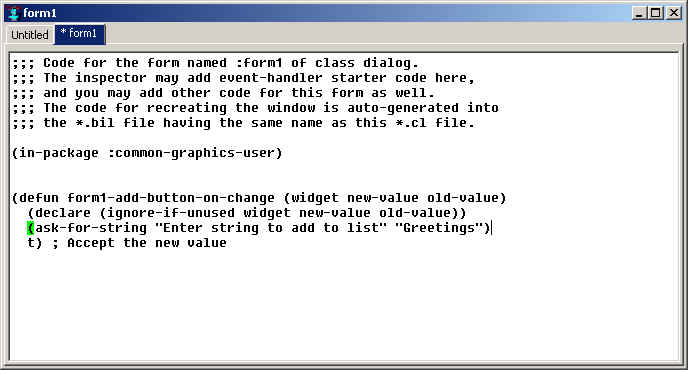 form1
Untitled
* form1
;;; Code for the form named :form1 of class dialog.
;;; The inspector may add event-handler starter code here,
;;; and you may add other code for this form as well.
;;; The code for recreating the window is auto-generated into
;;; the *.bil file having the same name as this *.cl file.
(in-package :common-graphics-user)
(defun form1-add-button-on-change (widget new-value old-value)
(declare (ignore-if-unused widget new-value old-value))
(ask-for-string "Enter string to add to list" "Greetings")
t) ; Accept the new value